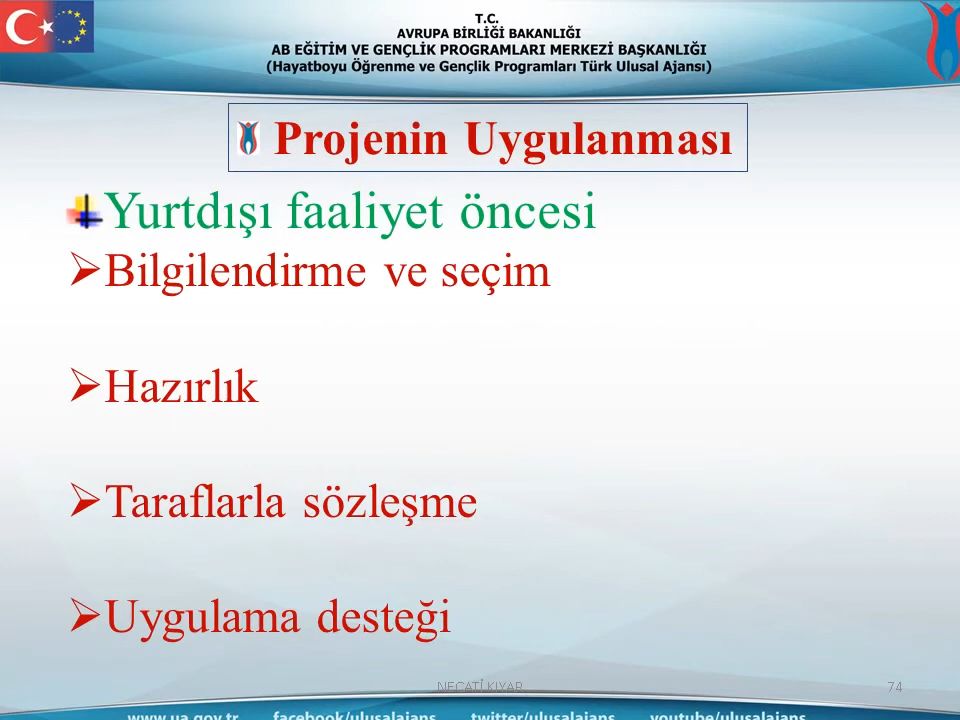 T.C.
AVRUPA BİRLİĞİ BAKANLIĞI
AB EĞİTİM VE GENÇLİK PROGRAMLARI MERKEZİ BAŞKANLIĞI
(Hayatboyu Öğrenme ve Gençlik Programları Türk Ulusal Ajansı)
Projenin Uygulanması
Yurtdışı faaliyet öncesi
Bilgilendirme ve seçim
Hazırlık
Taraflarla sözleşme
Uygulama desteği
NECATİ KIYAR 74
www.ua.gov.tr facebook/ulusalajans twitter/ulusalajans youtube/ulusalajans